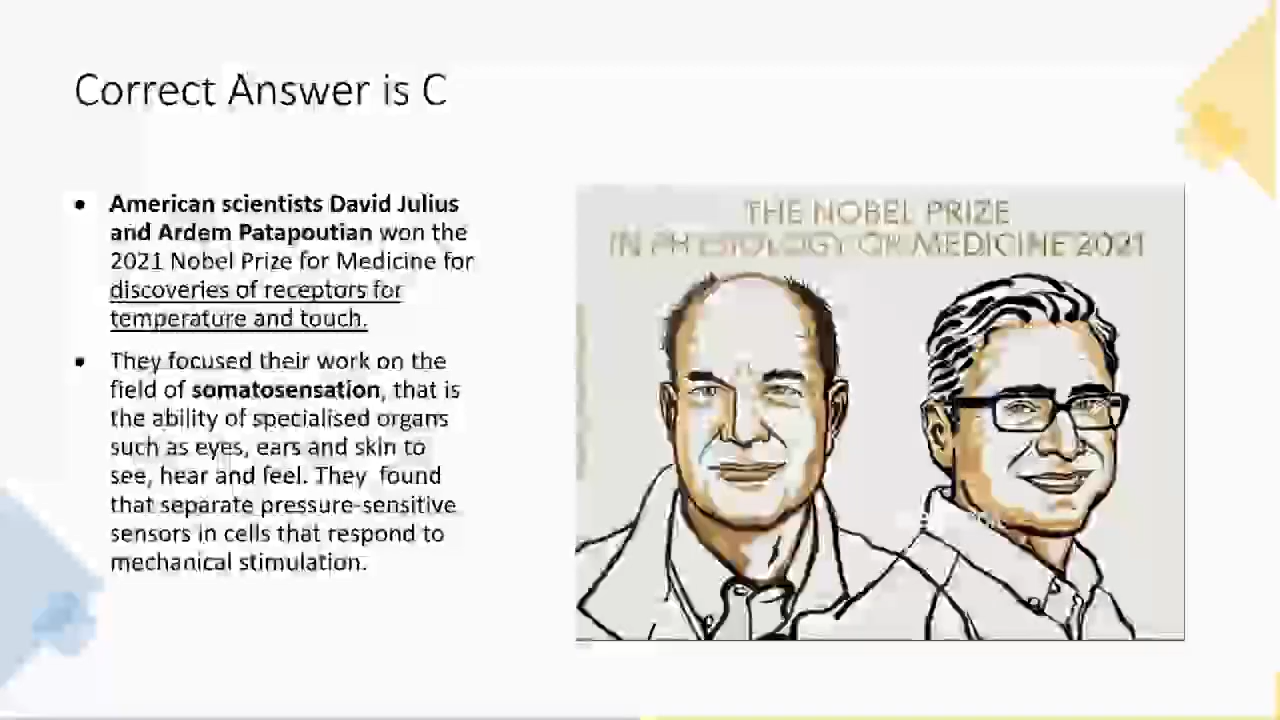 Correct Answer is C
• American scientists David Julius
and Ardem Patapoutian won the
2021 Nobel Prize for Medicine for
discoveries of receptors for
temperature and touch.
• They focused their work on the
field of somatosensation, that is
the ability of specialised organs
such as eyes, ears and skin to
see, hear and feel. They found
that separate pressure-sensitive
sensors in cells that respond to
mechanical stimulation.
THE NOBEL PRIZE
IN PHYSIOLOGY OR MEDICINE 2021